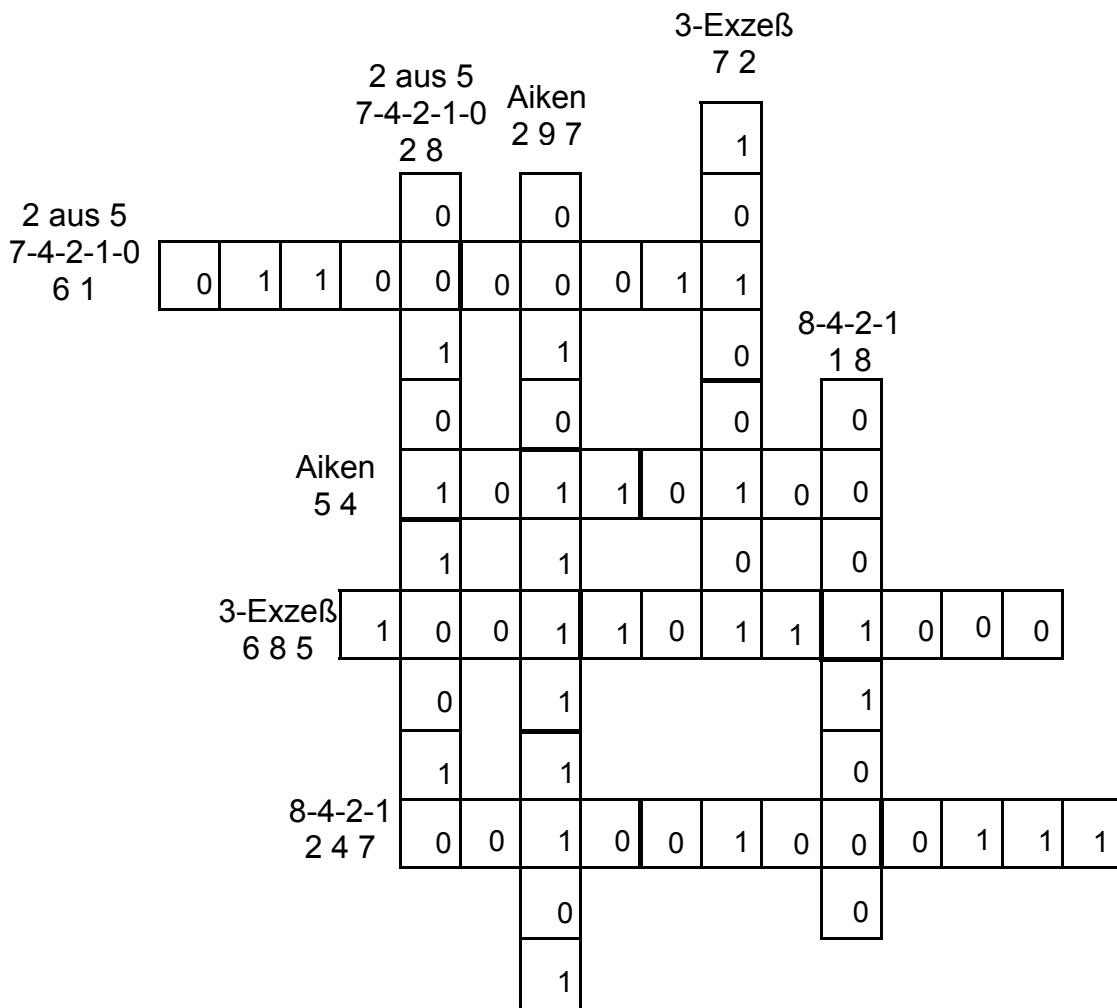 3-Exzeß
7 2
2 aus 5
7-4-2-1-0
2 8
Aiken
2 9 7
1
0 0 0
2 aus 5
7-4-2-1-0
6 1
0 1 1 0 0 0 0 0 1 1
1 1 0
8-4-2-1
1 8
0 0 0 0
Aiken
5 4
1 0 1 1 0 1 0 0
1 1 0 0
3-Exzeß
6 8 5
1 0 0 1 1 0 1 1 1 0 0 0
0 1 1
1 1 0
8-4-2-1
2 4 7
0 0 1 0 0 1 0 0 0 1 1 1
0 0
1